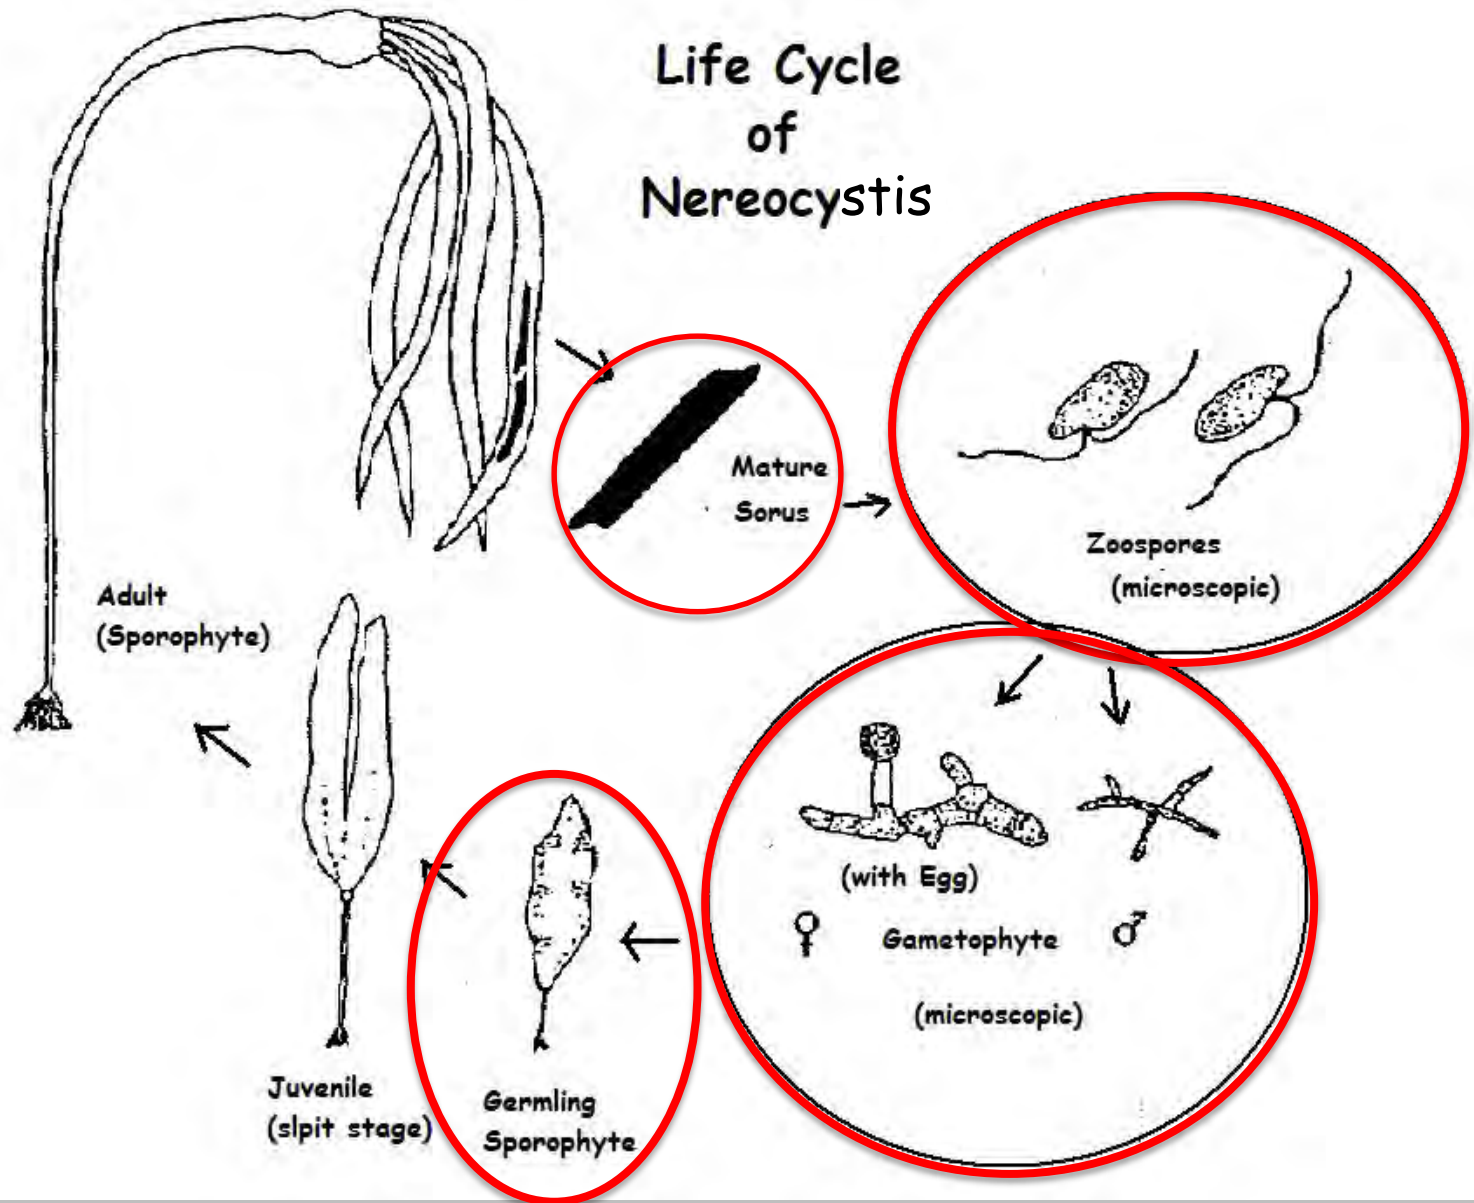 Life Cycle
of
Nereocystis
Mature
Sorus
Zoospores
(microscopic)
Adult
(Sporophyte)
(with Egg)
♀ Gametophyte ♂
(microscopic)
Juvenile
(slpit stage)
Germling
Sporophyte